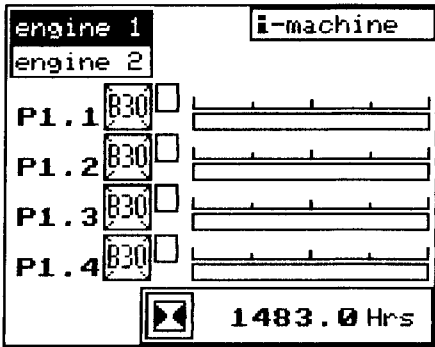 engine 1
i-machine
engine 2
P1.1 B30
P1.2 B30
P1.3 B30
P1.4 B30
1483.0 Hrs